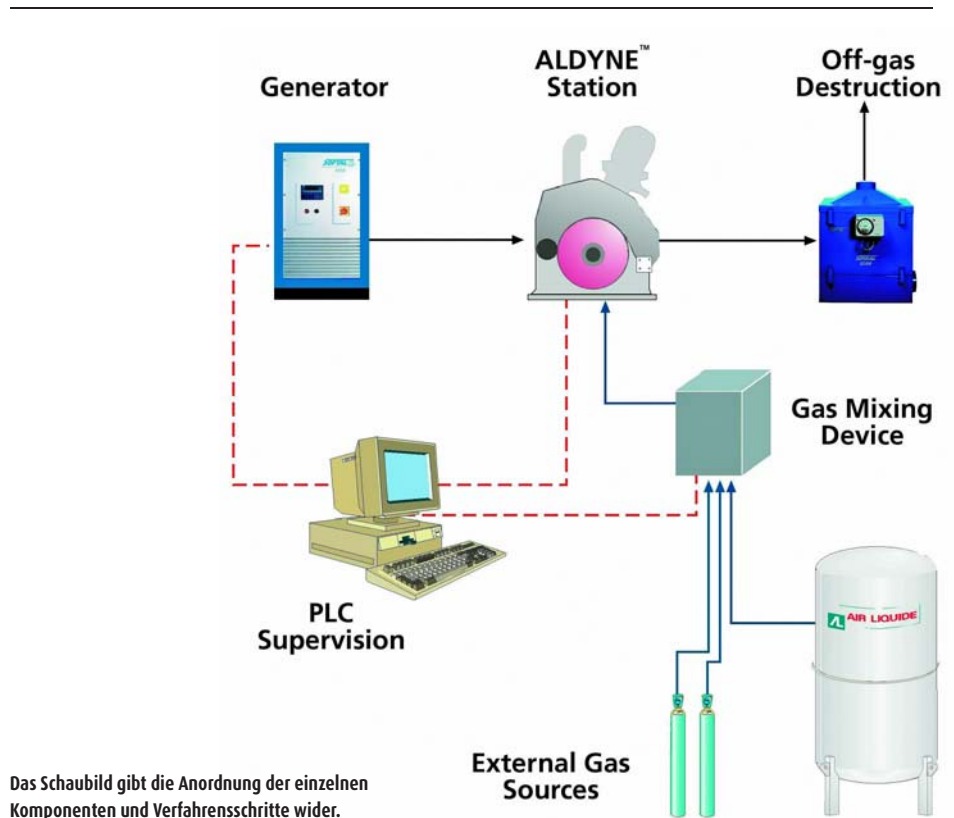 Generator
ALDYNE™
Station
Off-gas
Destruction
Gas Mixing
Device
PLC
Supervision
AIR LIQUIDE
External Gas
Sources
Das Schaubild gibt die Anordnung der einzelnen
Komponenten und Verfahrensschritte wider.